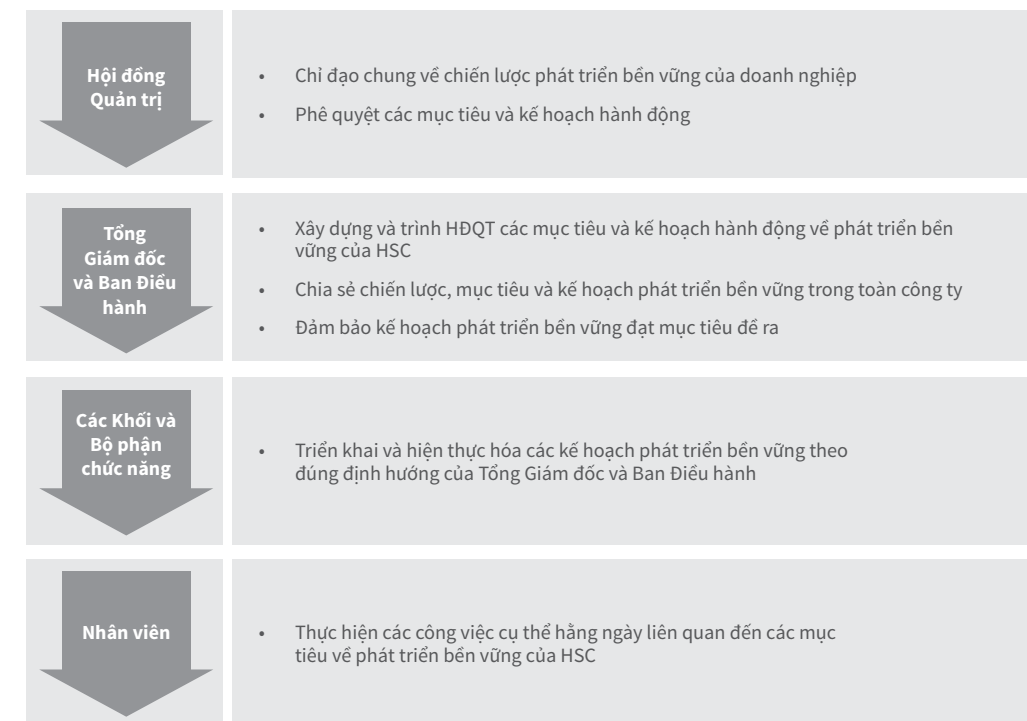 Hội đồng
Quản trị
• Chỉ đạo chung về chiến lược phát triển bền vững của doanh nghiệp
• Phê quyệt các mục tiêu và kế hoạch hành động
Tổng
Giám đốc
và Ban Điều
hành
• Xây dựng và trình HĐQT các mục tiêu và kế hoạch hành động về phát triển bền
vững của HSC
• Chia sẻ chiến lược, mục tiêu và kế hoạch phát triển bền vững trong toàn công ty
• Đảm bảo kế hoạch phát triển bền vững đạt mục tiêu đề ra
Các Khối và
Bộ phận
chức năng
• Triển khai và hiện thực hóa các kế hoạch phát triển bền vững theo
đúng định hướng của Tổng Giám đốc và Ban Điều hành
Nhân viên
• Thực hiện các công việc cụ thể hằng ngày liên quan đến các mục
tiêu về phát triển bền vững của HSC